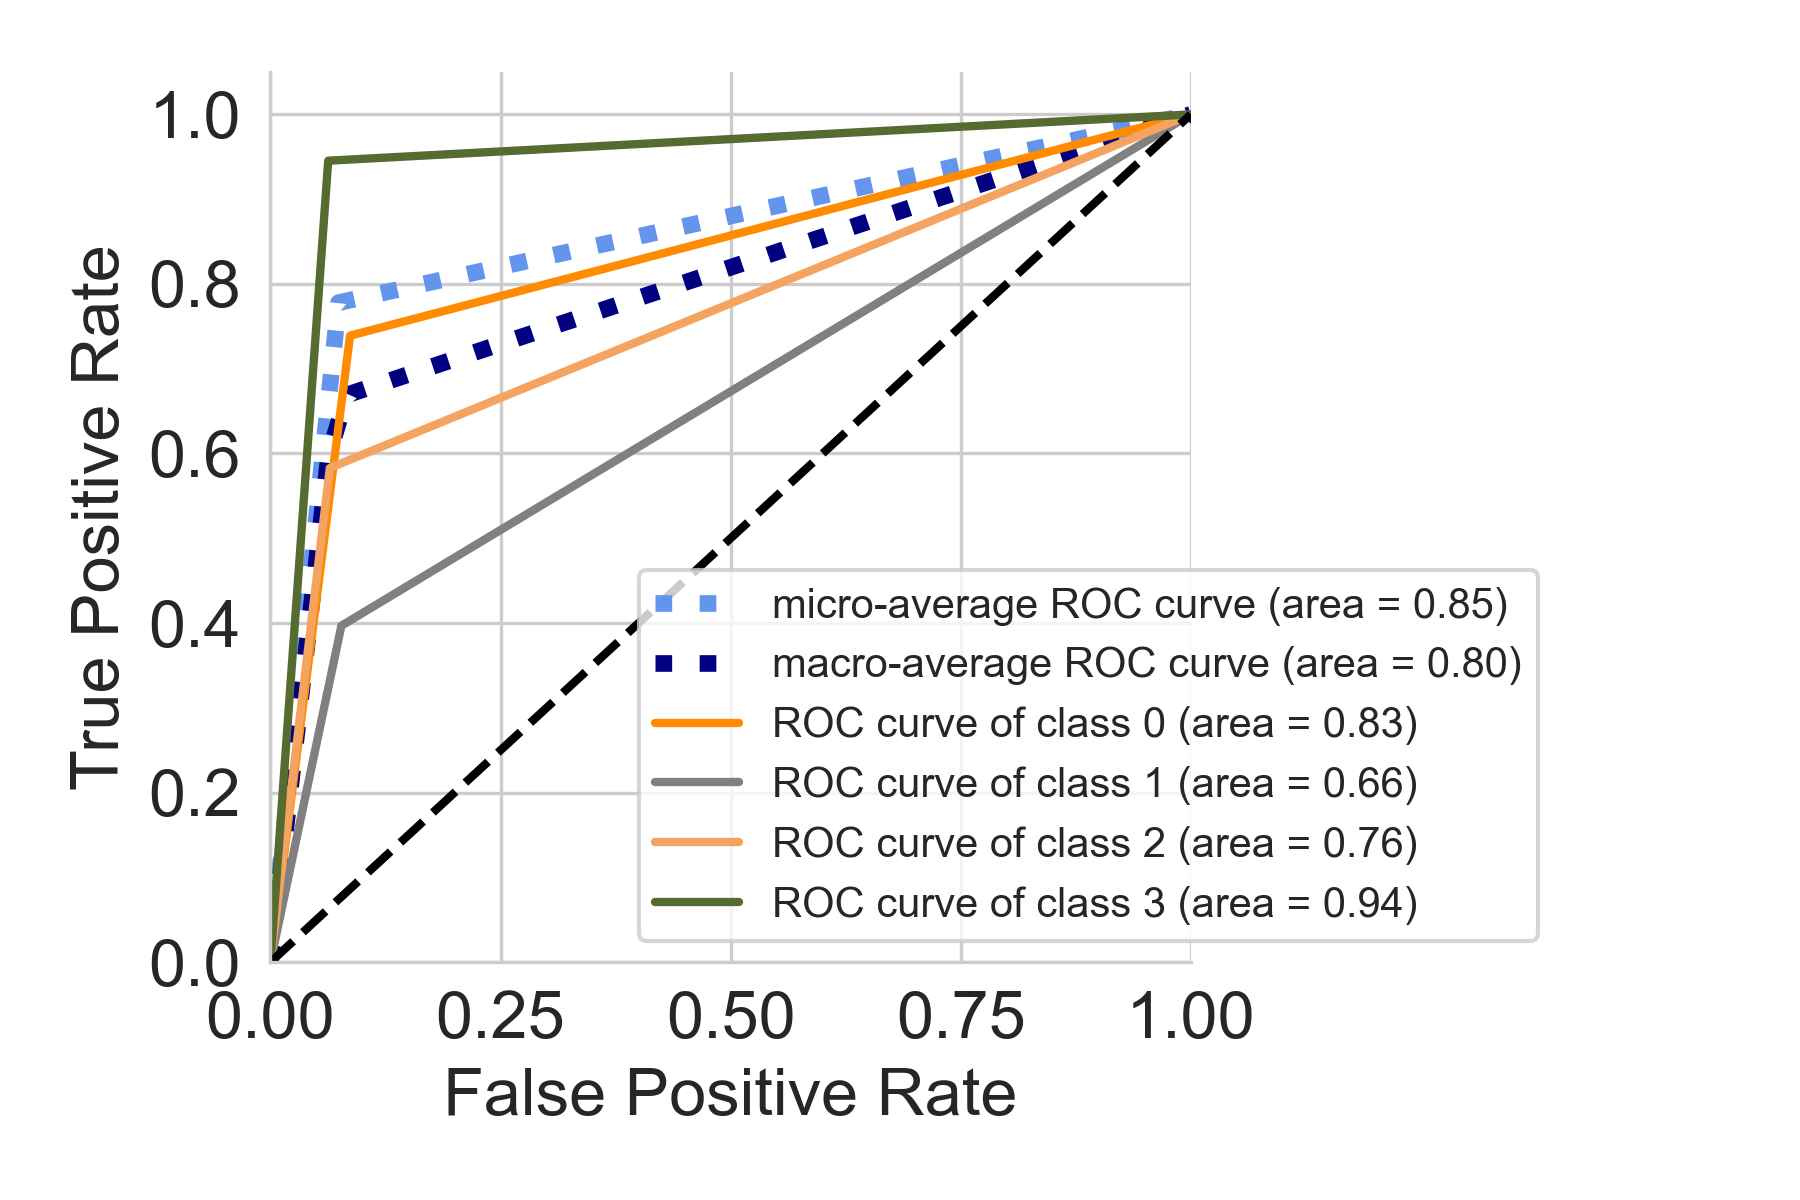 True Positive Rate
1.0
0.8
0.6
0.4
0.2
0.0
micro-average ROC curve (area = 0.85)
macro-average ROC curve (area = 0.80)
ROC curve of class 0 (area = 0.83)
ROC curve of class 1 (area = 0.66)
ROC curve of class 2 (area = 0.76)
ROC curve of class 3 (area = 0.94)
0.00 0.25 0.50 0.75 1.00
False Positive Rate